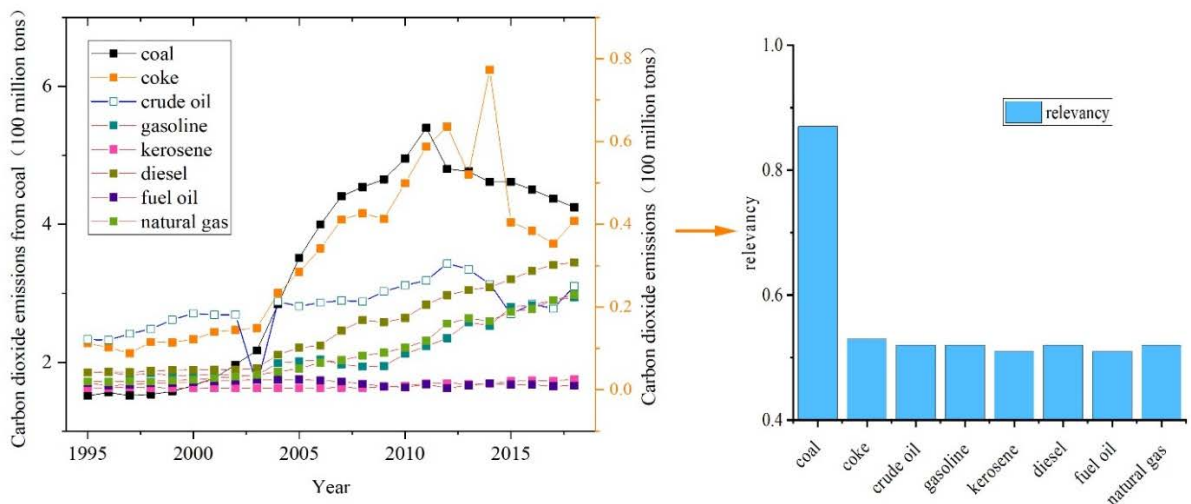 Carbon dioxide emissions from coal（100 million tons）
6
4
2
coal
coke
crude oil
gasoline
kerosene
diesel
fuel oil
natural gas
1995
2000
2005
2010
2015
Year
0.8
0.6
0.4
0.2
0.0
Carbon dioxide emissions（100 million tons）
relevancy
1.0
0.8
0.6
0.4
relevancy
coal
coke
crude oil
gasoline
kerosene
diesel
fuel oil
natural gas